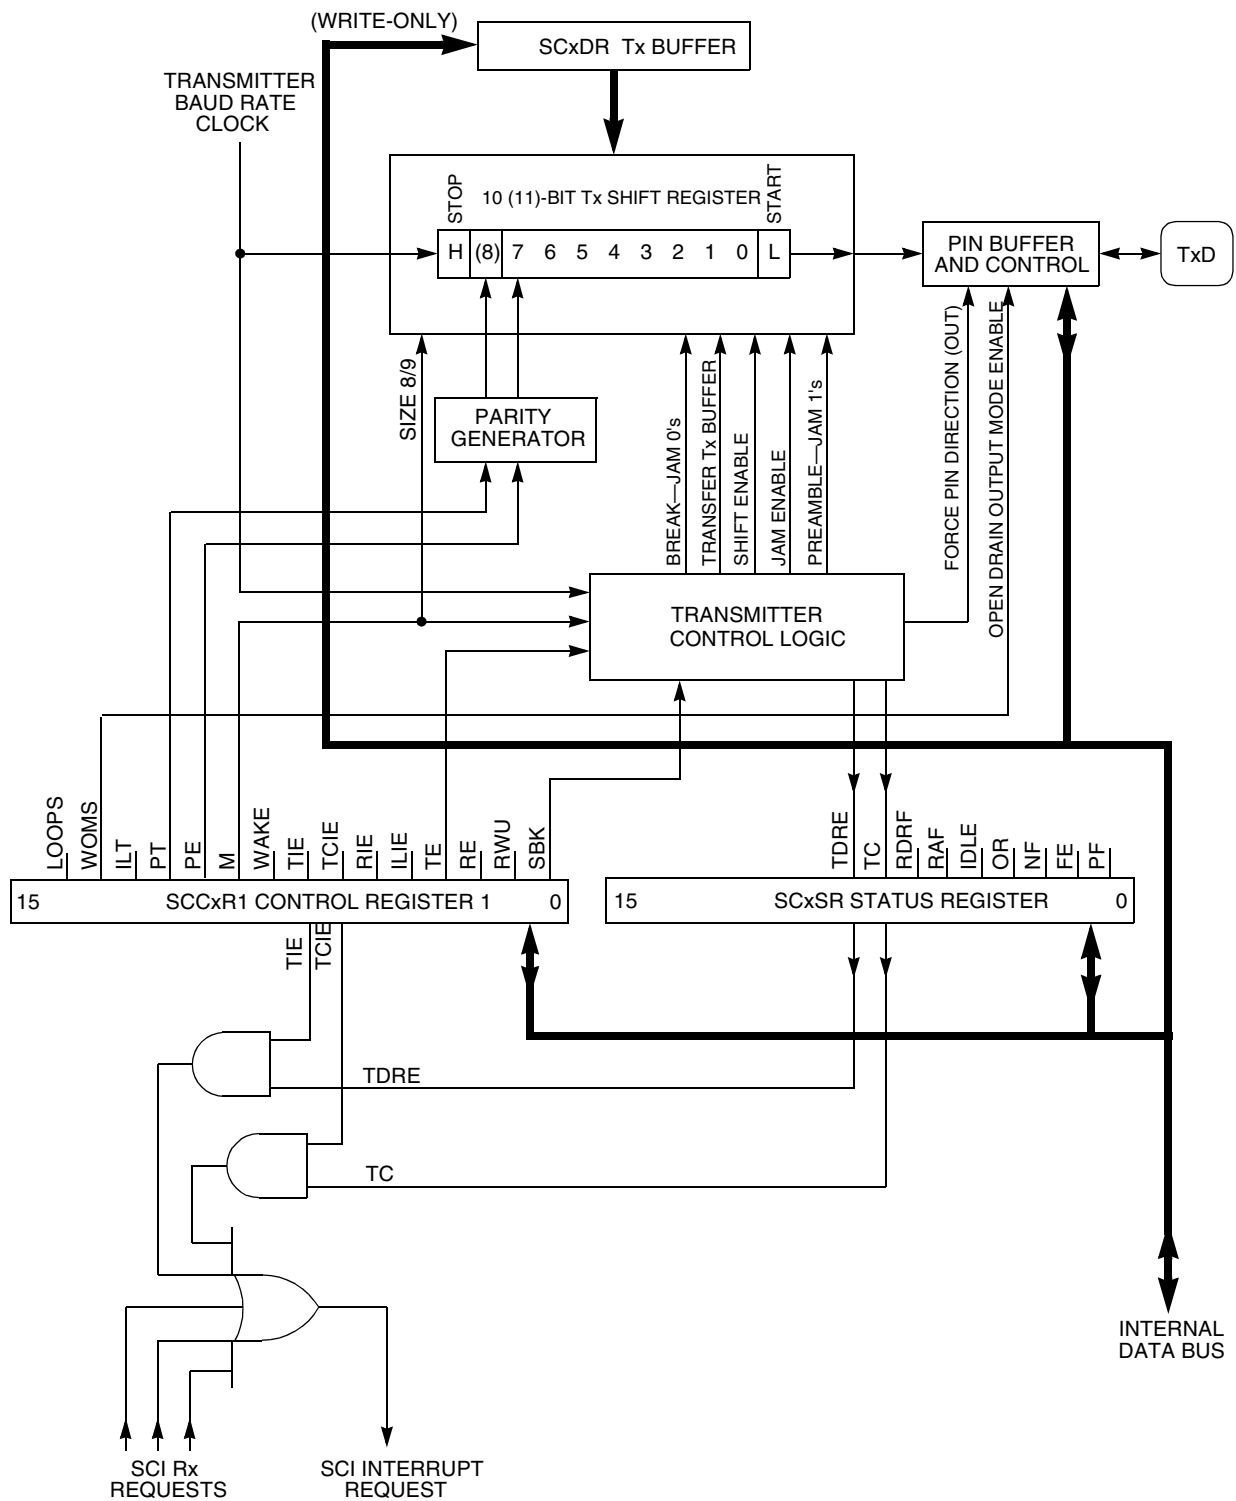 (WRITE-ONLY)
SCxDR Tx BUFFER
TRANSMITTER
BAUD RATE
CLOCK
STOP
10 (11)-BIT Tx SHIFT REGISTER
START
H (8) 7 6 5 4 3 2 1 0 L
PIN BUFFER
AND CONTROL
TxD
SIZE 8/9
PARITY
GENERATOR
BREAK—JAM 0's
TRANSFER Tx BUFFER
SHIFT ENABLE
JAM ENABLE
PREAMBLE—JAM 1's
FORCE PIN DIRECTION (OUT)
OPEN DRAIN OUTPUT MODE ENABLE
TRANSMITTER
CONTROL LOGIC
LOOPS
WOMS
ILT
PT
PE
M
WAKE
TIE
TCIE
RIE
ILIE
TE
RE
RWU
SBK
TDRE
TC
RDRF
RAF
IDLE
OR
NF
FE
PF
15 SCCxR1 CONTROL REGISTER 1 0
15 SCxSR STATUS REGISTER 0
TIE
TCIE
TDRE
TC
INTERNAL
DATA BUS
SCI Rx
REQUESTS
SCI INTERRUPT
REQUEST